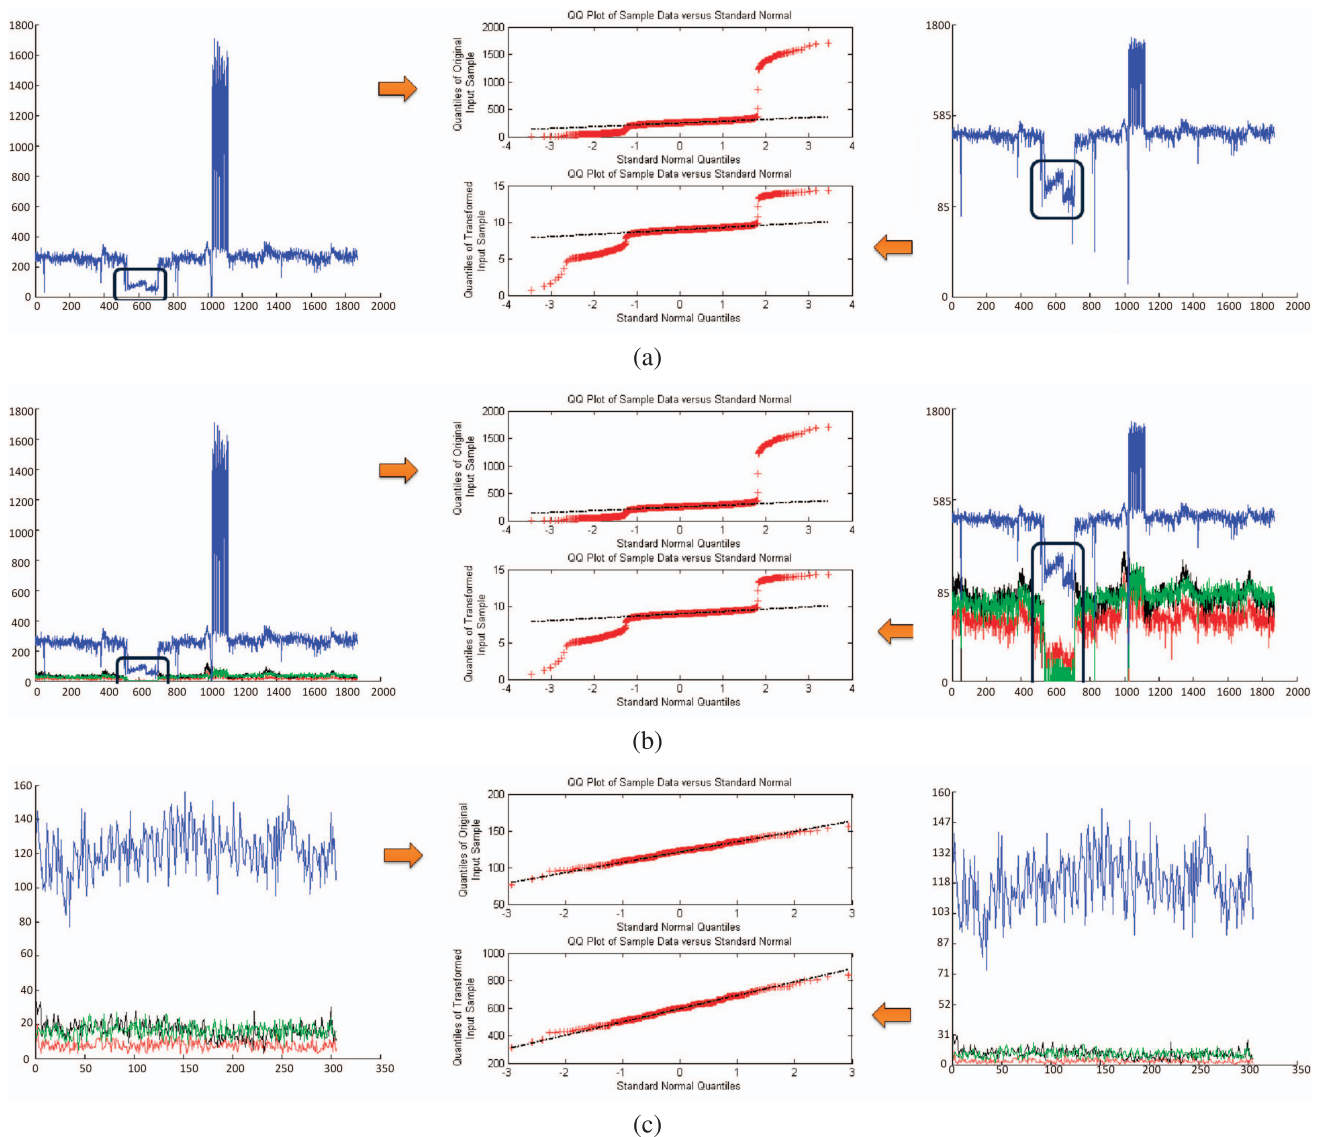 1800
1600
1400
1200
1000
800
600
400
200
0
0 200 400 600 800 1000 1200 1400 1600 1800 2000
QQ Plot of Sample Data versus Standard Normal
Quantiles of Original
Input Sample
2000
1500
1000
500
0
-4 -3 -2 -1 0 1 2 3 4
Standard Normal Quantiles
QQ Plot of Sample Data versus Standard Normal
Quantiles of Transformed
Input Sample
15
10
5
0
-4 -3 -2 -1 0 1 2 3 4
Standard Normal Quantiles
1800
585
85
0
0 200 400 600 800 1000 1200 1400 1600 1800 2000
(a)
1800
1600
1400
1200
1000
800
600
400
200
0
0 200 400 600 800 1000 1200 1400 1600 1800 2000
QQ Plot of Sample Data versus Standard Normal
Quantiles of Original
Input Sample
2000
1500
1000
500
0
-4 -3 -2 -1 0 1 2 3 4
Standard Normal Quantiles
QQ Plot of Sample Data versus Standard Normal
Quantiles of Transformed
Input Sample
15
10
5
0
-4 -3 -2 -1 0 1 2 3 4
Standard Normal Quantiles
1800
585
85
0
200 400 600 800 1000 1200 1400 1600 1800 2000
(b)
160
140
120
100
80
60
40
20
0
0 50 100 150 200 250 300 350
QQ Plot of Sample Data versus Standard Normal
Quantiles of Original
Input Sample
200
150
100
50
-3 -2 -1 0 1 2 3
Standard Normal Quantiles
QQ Plot of Sample Data versus Standard Normal
Quantiles of Transformed
Input Sample
1000
800
600
400
200
-3 -2 -1 0 1 2 3
Standard Normal Quantiles
160
147
132
118
103
87
71
52
31
0
0 50 100 150 200 250 300 350
(c)